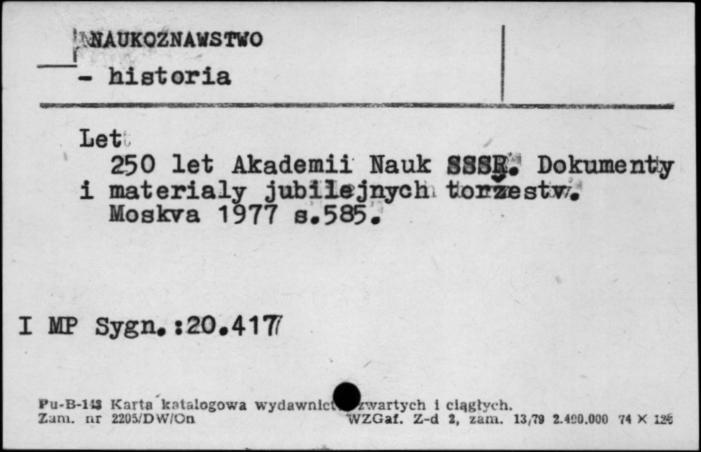 NAUKOZNAWSTWO
- historia
Let
250 let Akademii Nauk SSSR. Dokumenty
i materialy jubilejnych toržestv.
Moskva 1977 s.585.
I MP Sygn.:20.417
Pu-B-143 Karta katalogowa wydawnictw zwartych i ciągłych.
Zam. nr 2205/DW/On WZGaf. Z-d 2, zam. 13/79 2.400.000 74 X 125